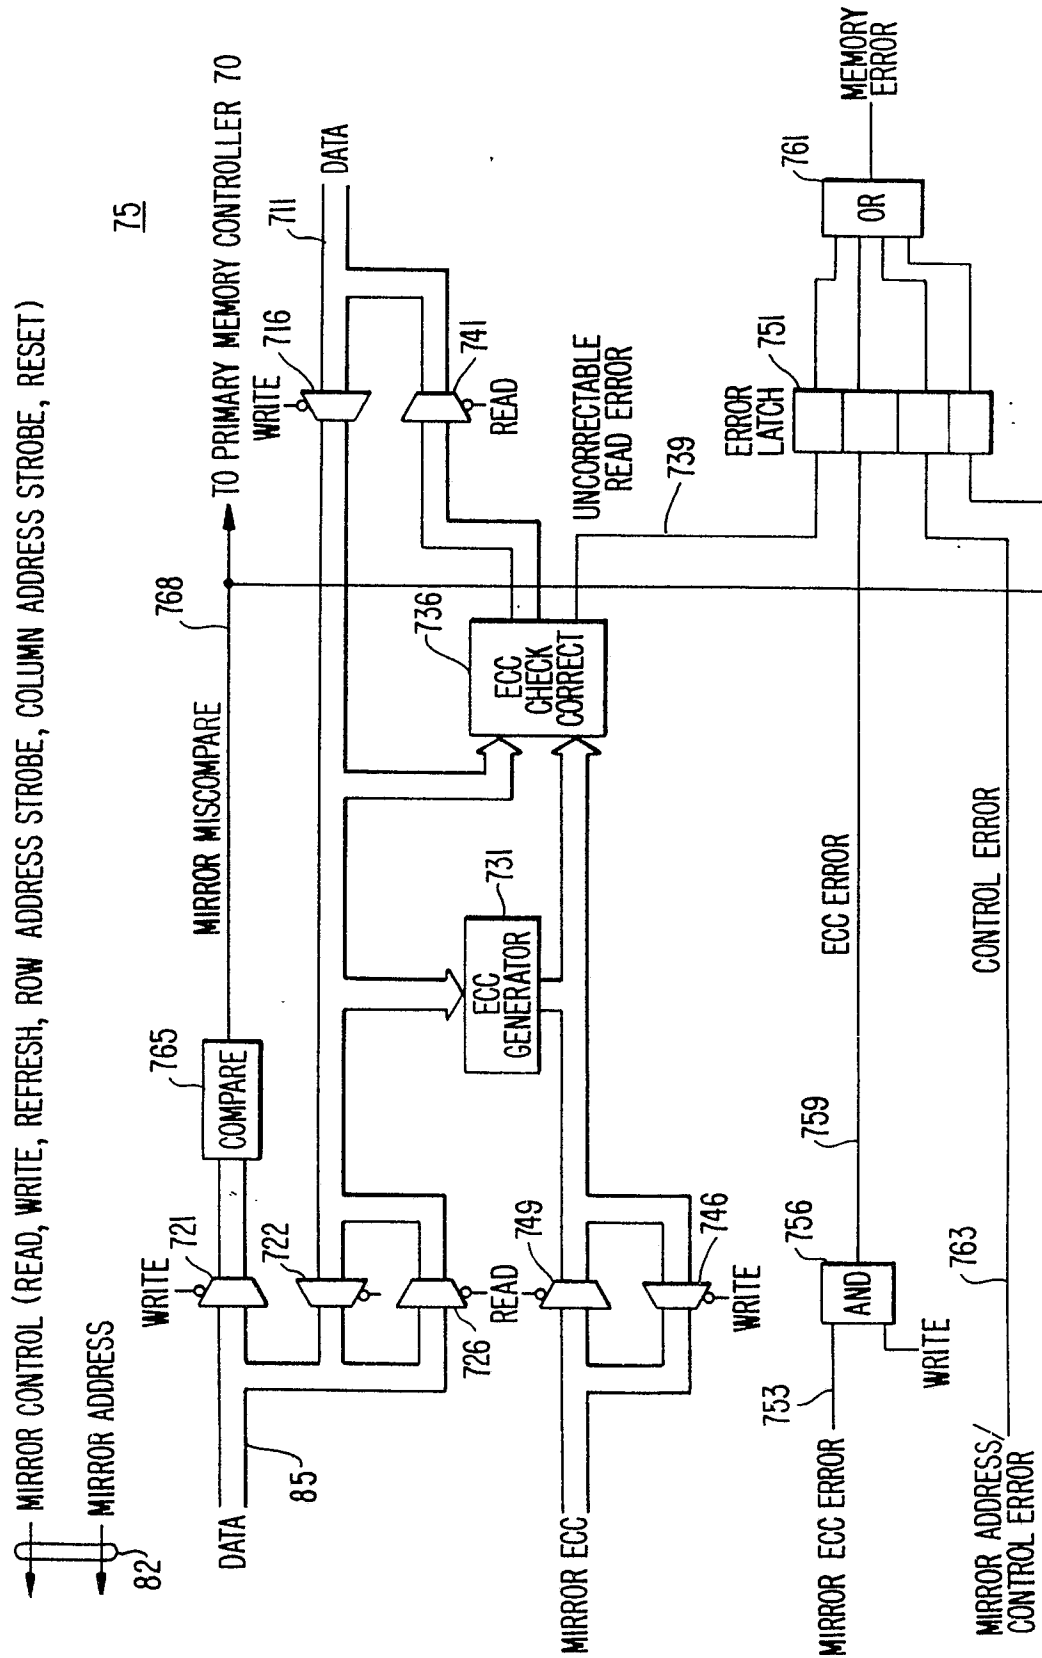 MIRROR CONTROL (READ, WRITE, REFRESH, ROW ADDRESS STROBE, COLUMN ADDRESS STROBE, RESET)
MIRROR ADDRESS
82
75
768
MIRROR MISCOMPARE
TO PRIMARY MEMORY CONTROLLER 70
765
COMPARE
WRITE
721
722
726
READ
DATA
85
WRITE
716
711
DATA
741
READ
736
ECC
CHECK
CORRECT
731
ECC
GENERATOR
749
746
WRITE
MIRROR ECC
UNCORRECTABLE
READ ERROR
739
ERROR
LATCH
751
761
OR
MEMORY
ERROR
MIRROR ECC ERROR
753
WRITE
756
AND
759
ECC ERROR
MIRROR ADDRESS/
CONTROL ERROR
763
CONTROL ERROR